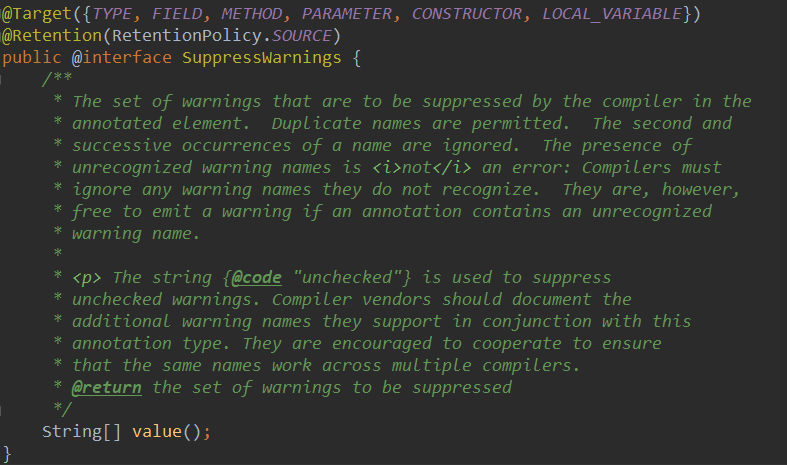 @Target({TYPE, FIELD, METHOD, PARAMETER, CONSTRUCTOR, LOCAL_VARIABLE})
@Retention(RetentionPolicy.SOURCE)
public @interface SuppressWarnings {
    /**
     * The set of warnings that are to be suppressed by the compiler in the
     * annotated element.  Duplicate names are permitted.  The second and
     * successive occurrences of a name are ignored.  The presence of
     * unrecognized warning names is <i>not</i> an error: Compilers must
     * ignore any warning names they do not recognize.  They are, however,
     * free to emit a warning if an annotation contains an unrecognized
     * warning name.
     *
     * <p> The string {@code "unchecked"} is used to suppress
     * unchecked warnings. Compiler vendors should document the
     * additional warning names they support in conjunction with this
     * annotation type. They are encouraged to cooperate to ensure
     * that the same names work across multiple compilers.
     * @return the set of warnings to be suppressed
     */
    String[] value();
}